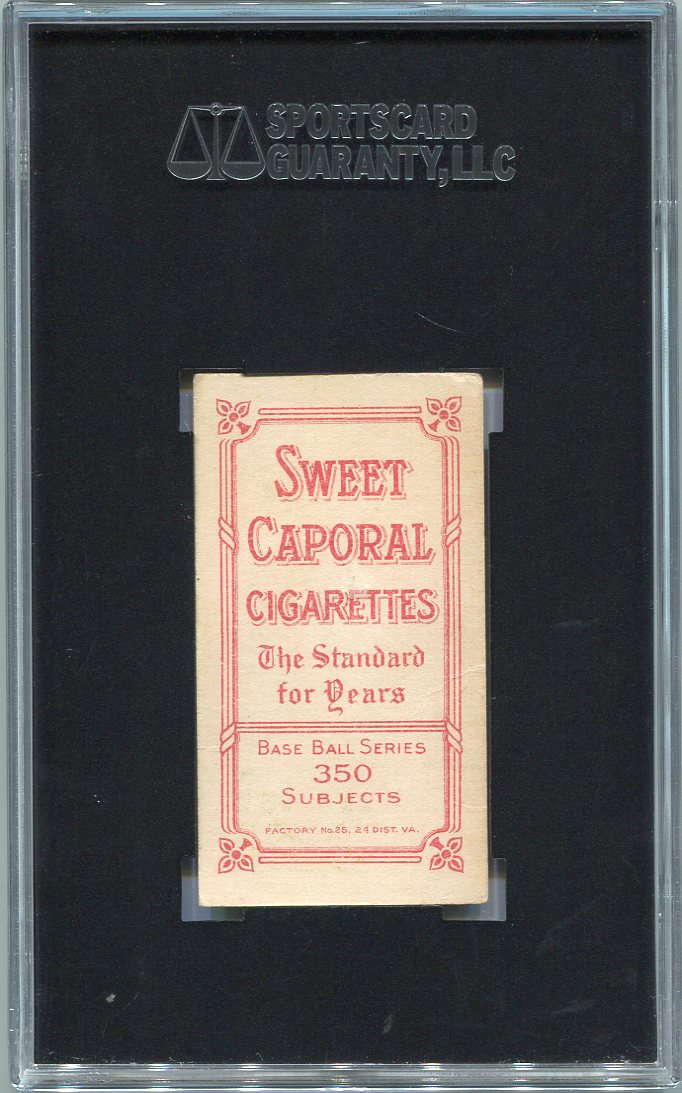 SPORTSCARD
GUARANTY, LLC
SWEET
CAPORAL
CIGARETTES
The Standard
for Years
BASE BALL SERIES
350
SUBJECTS
FACTORY No.25, 2d DIST. VA.